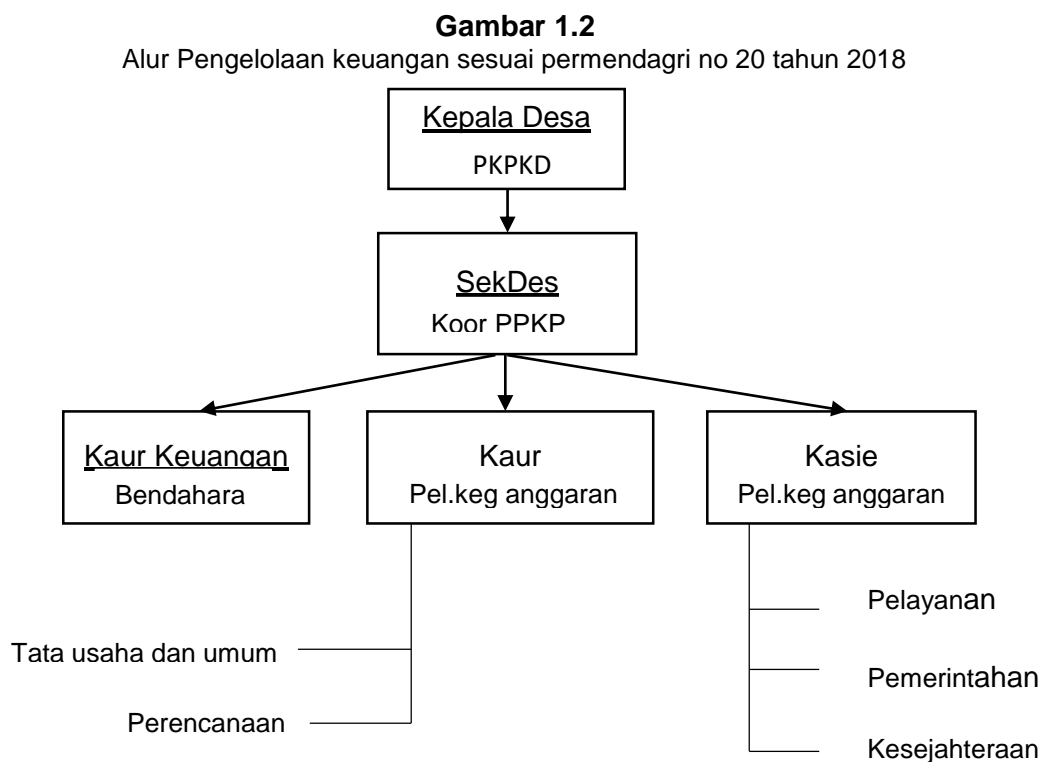 Gambar 1.2
Alur Pengelolaan keuangan sesuai permendagri no 20 tahun 2018
Kepala Desa
PKPKD
SekDes
Koor PPKP
Kaur Keuangan
Bendahara
Kaur
Pel.keg anggaran
Kasie
Pel.keg anggaran
Tata usaha dan umum
Perencanaan
Pelayanan
Pemerintahan
Kesejahteraan